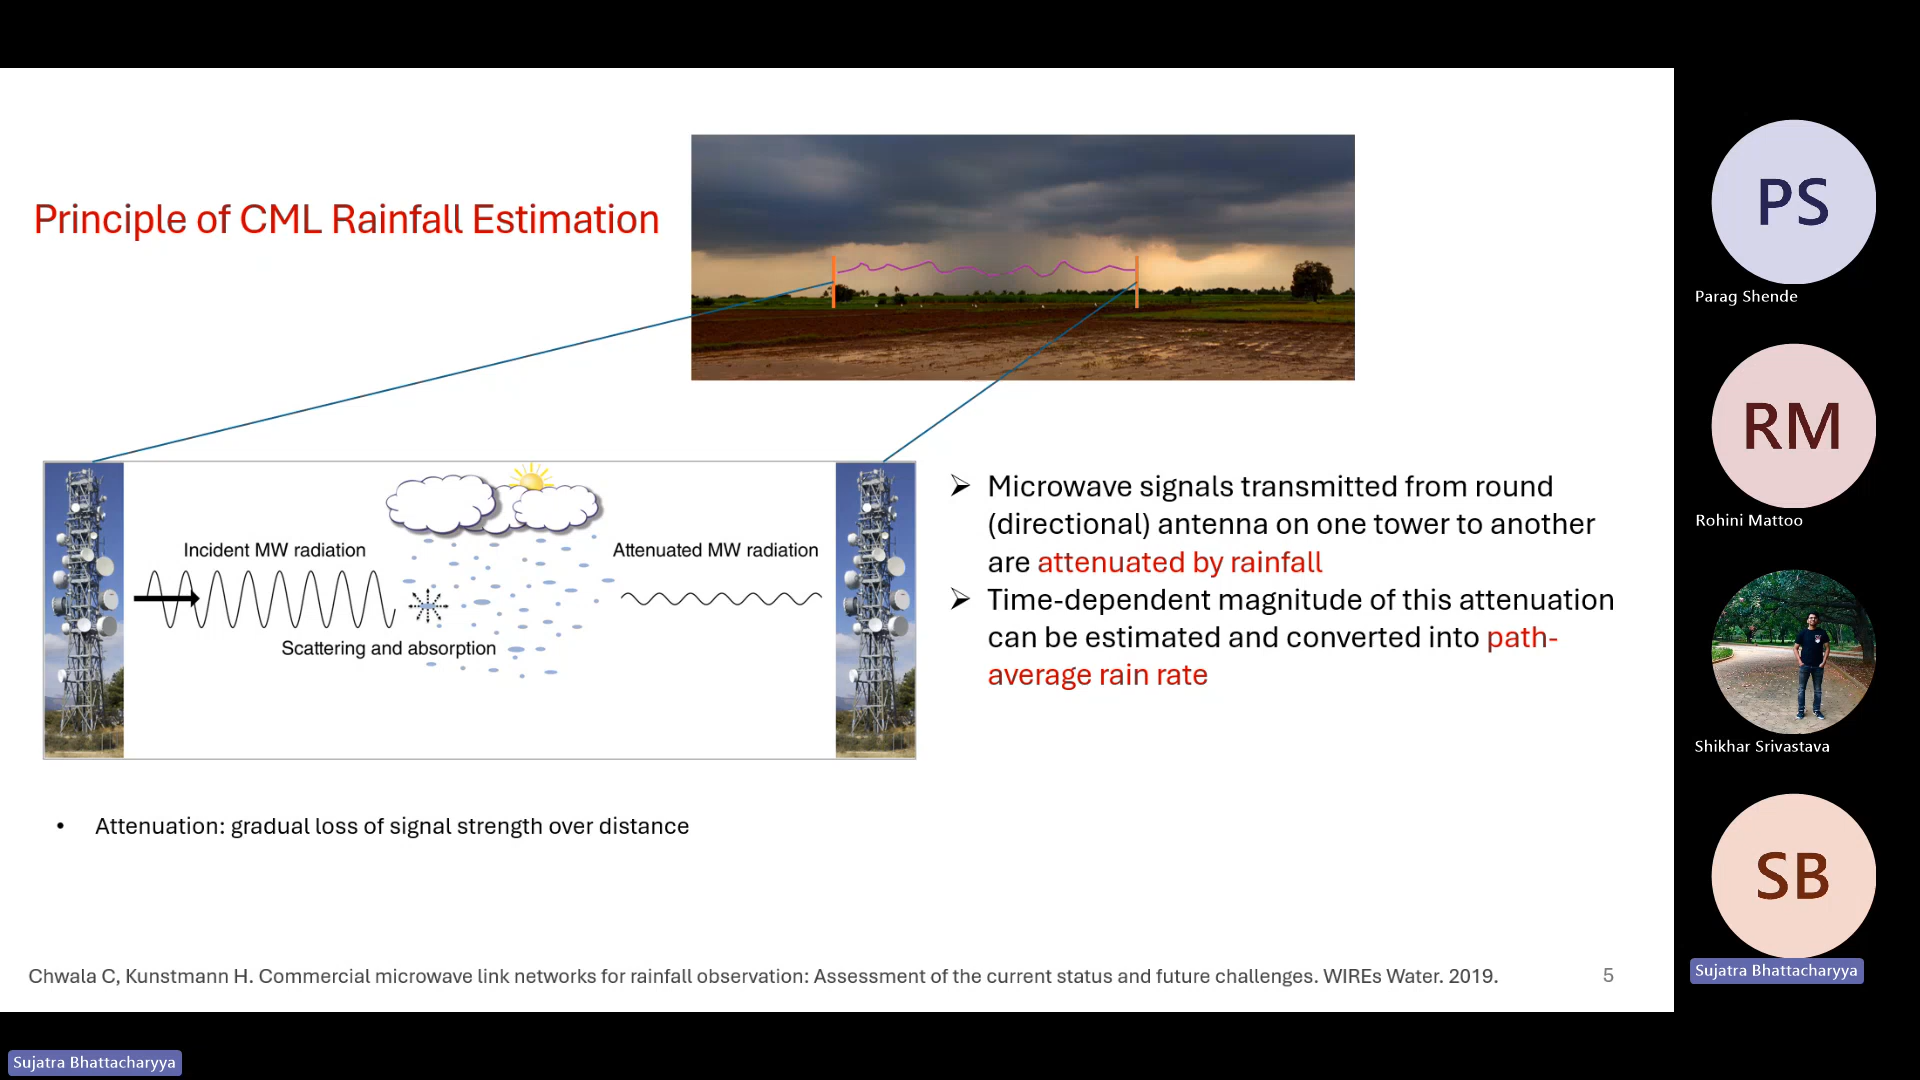 Principle of CML Rainfall Estimation
Incident MW radiation
Attenuated MW radiation
Scattering and absorption
➢ Microwave signals transmitted from round
(directional) antenna on one tower to another
are attenuated by rainfall
➢ Time-dependent magnitude of this attenuation
can be estimated and converted into path-
average rain rate
• Attenuation: gradual loss of signal strength over distance
Chwala C, Kunstmann H. Commercial microwave link networks for rainfall observation: Assessment of the current status and future challenges. WIREs Water. 2019.
5
PS
Parag Shende
RM
Rohini Mattoo
Shikhar Srivastava
SB
Sujatra Bhattacharyya
Sujatra Bhattacharyya